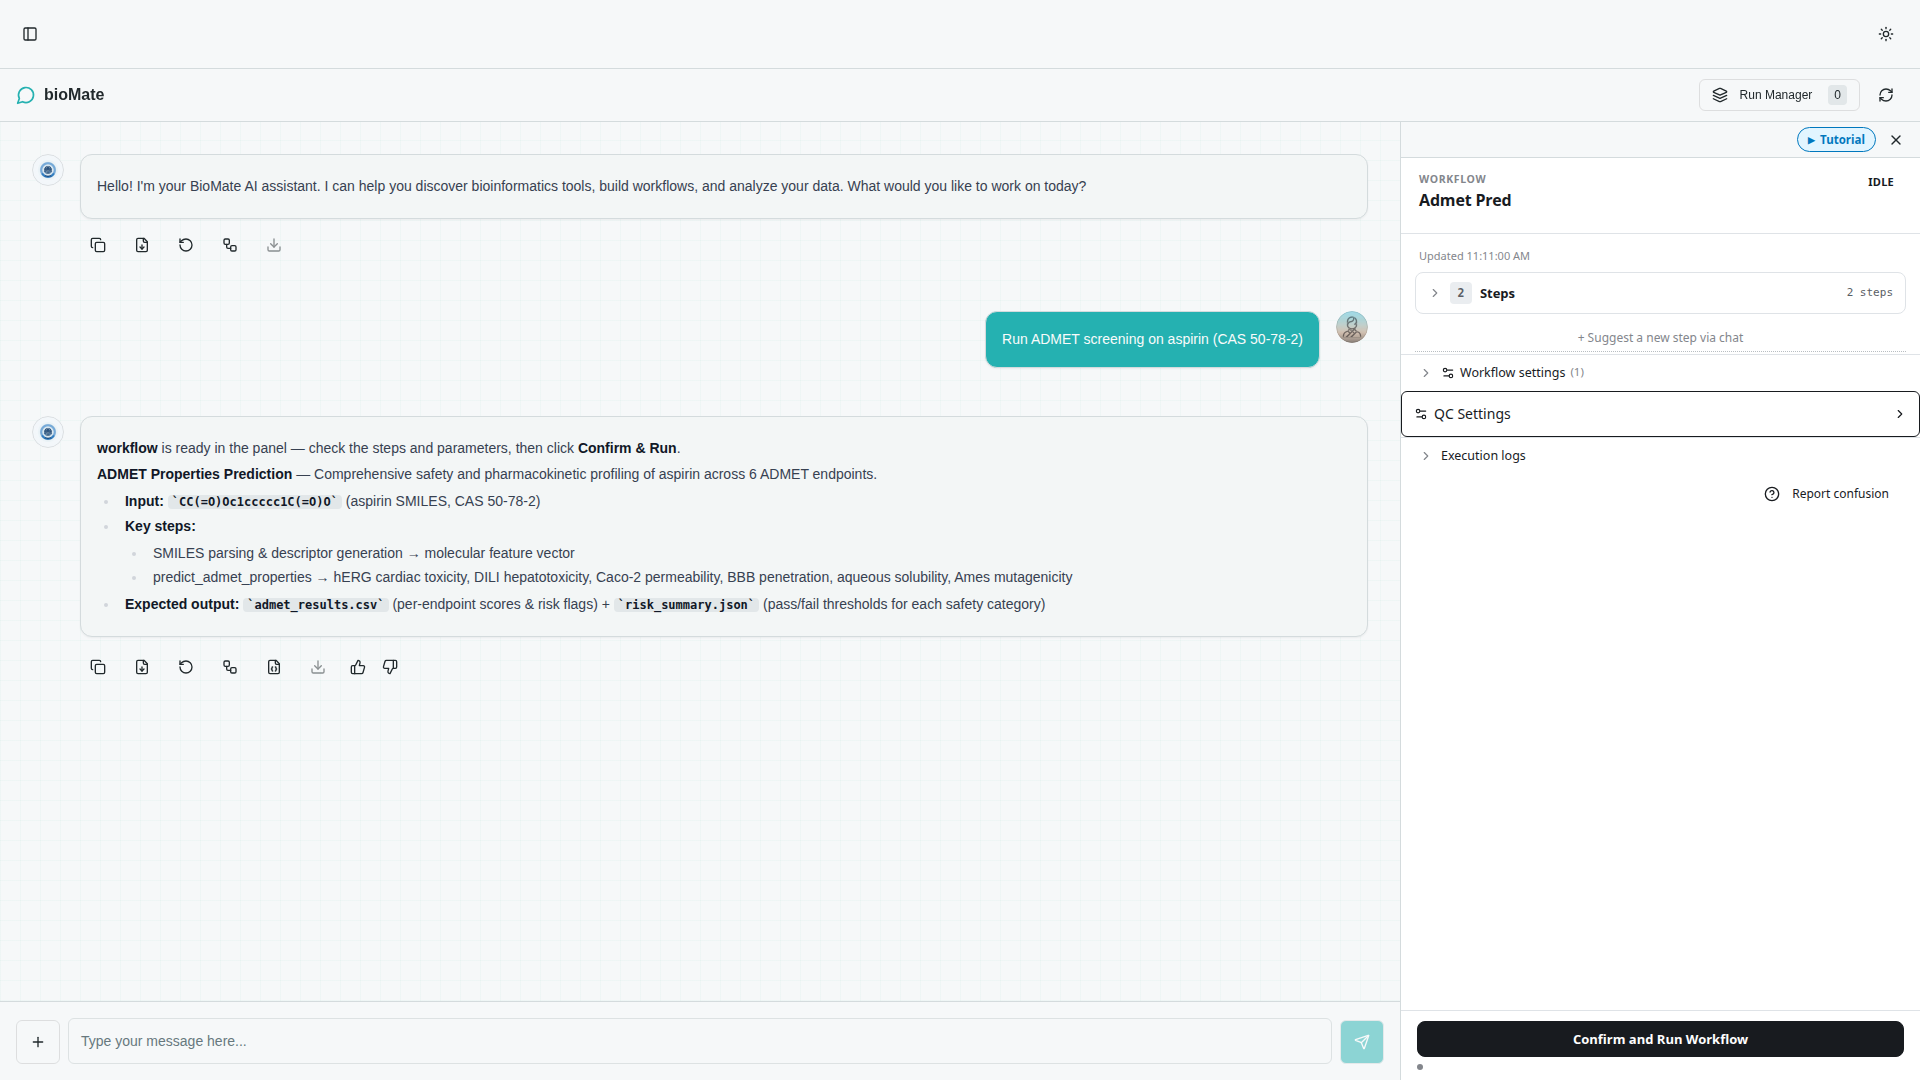 bioMate
Run Manager 0
Tutorial
Hello! I'm your BioMate AI assistant. I can help you discover bioinformatics tools, build workflows, and analyze your data. What would you like to work on today?
Run ADMET screening on aspirin (CAS 50-78-2)
workflow is ready in the panel — check the steps and parameters, then click Confirm & Run.
ADMET Properties Prediction — Comprehensive safety and pharmacokinetic profiling of aspirin across 6 ADMET endpoints.
Input: `CC(=O)Oc1ccccc1C(=O)O` (aspirin SMILES, CAS 50-78-2)
Key steps:
SMILES parsing & descriptor generation → molecular feature vector
predict_admet_properties → hERG cardiac toxicity, DILI hepatotoxicity, Caco-2 permeability, BBB penetration, aqueous solubility, Ames mutagenicity
Expected output: `admet_results.csv` (per-endpoint scores & risk flags) + `risk_summary.json` (pass/fail thresholds for each safety category)
Type your message here...
WORKFLOW
IDLE
Admet Pred
Updated 11:11:00 AM
2 Steps 2 steps
+ Suggest a new step via chat
Workflow settings (1)
QC Settings
Execution logs
Report confusion
Confirm and Run Workflow